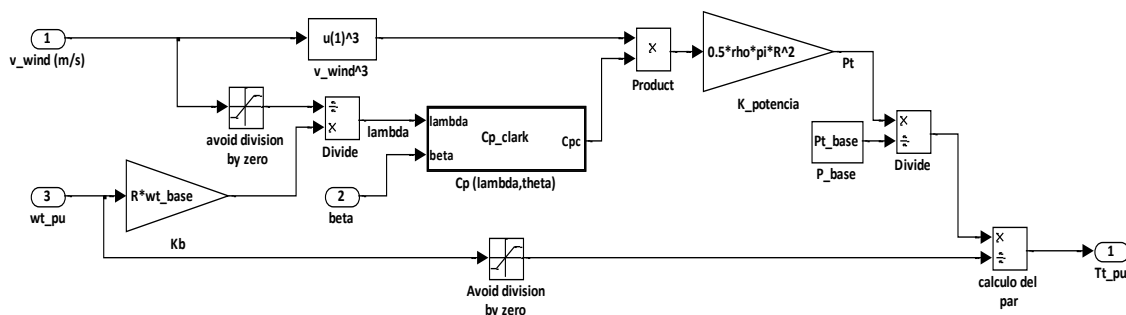 1
v_wind (m/s)
u(1)^3
v_wind^3
x
Product
0.5*rho*pi*R^2
K_potencia
Pt
avoid division
by zero
÷
x
Divide
lambda
lambda
beta
Cp_clark
Cpc
Cp (lambda,theta)
Pt_base
P_base
x
÷
Divide
3
wt_pu
R*wt_base
Kb
2
beta
Avoid division
by zero
x
÷
calculo del
par
1
Tt_pu